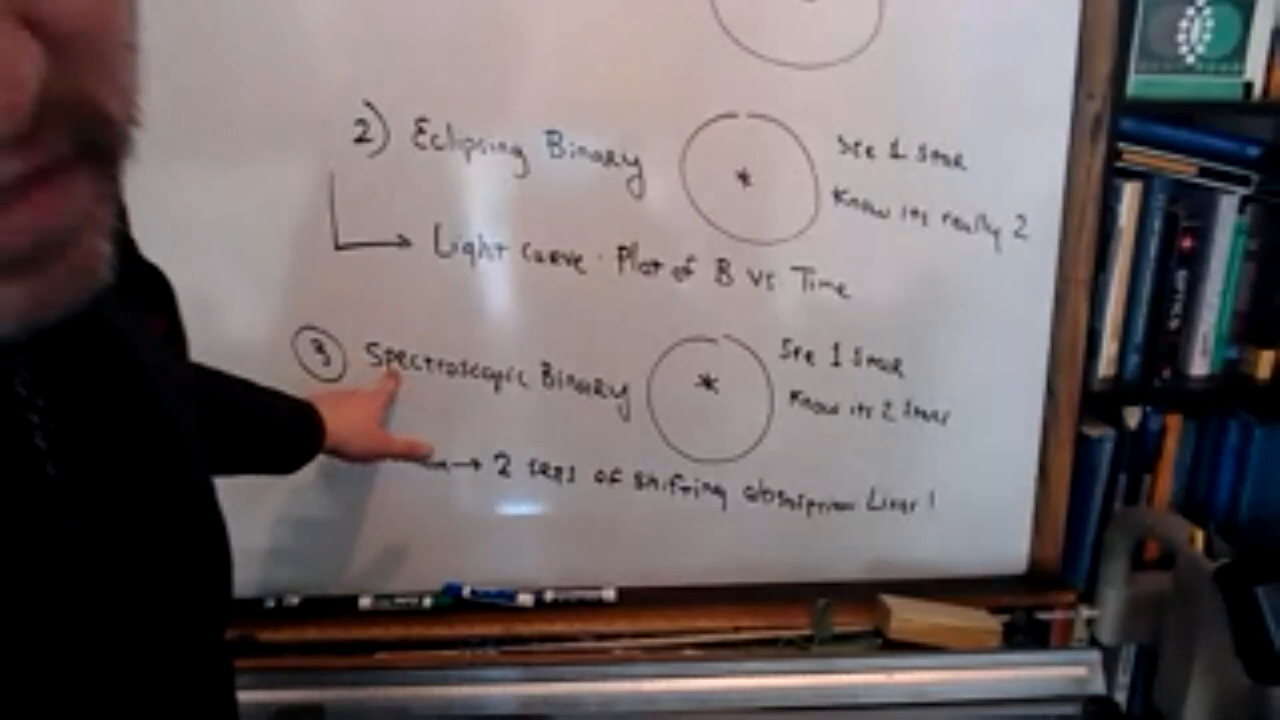 2) Eclipsing Binary
See 1 Star
Know its really 2
Light Curve · Plot of B vs. Time
3 Spectroscopic Binary
See 1 Star
Know its 2 Stars
→ 2 sets of shifting absorption Lines!
OPTICS